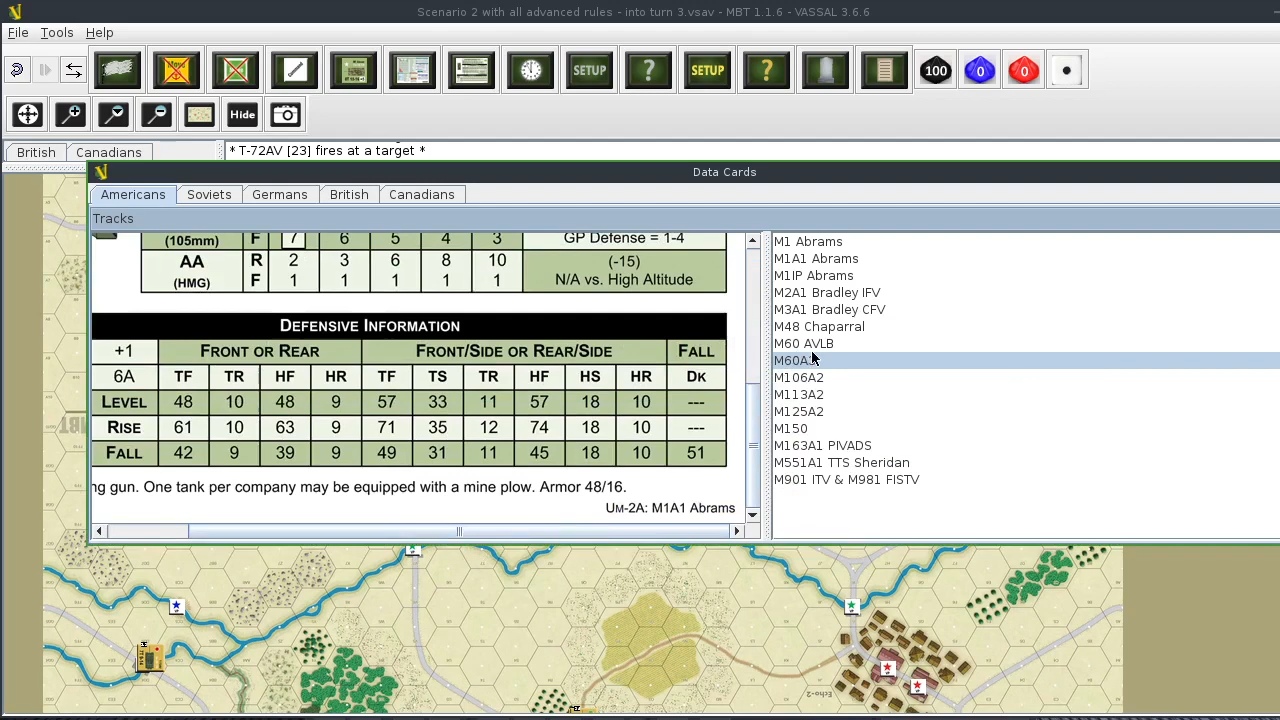 Scenario 2 with all advanced rules - into turn 3.vsav - MBT 1.1.6 - VASSAL 3.6.6
File Tools Help
SETUP ? SETUP ? 100 0 0
Hide
British Canadians
* T-72AV [23] fires at a target *
Data Cards
Americans Soviets Germans British Canadians
Tracks
(105mm) F 7 6 5 4 3 GP Defense = 1-4
AA R 2 3 6 8 10 (-15)
(HMG) F 1 1 1 1 1 N/A vs. High Altitude
DEFENSIVE INFORMATION
+1 FRONT OR REAR FRONT/SIDE OR REAR/SIDE FALL
6A TF TR HF HR TF TS TR HF HS HR DK
LEVEL 48 10 48 9 57 33 11 57 18 10 ---
RISE 61 10 63 9 71 35 12 74 18 10 ---
FALL 42 9 39 9 49 31 11 45 18 10 51
ng gun. One tank per company may be equipped with a mine plow. Armor 48/16.
UM-2A: M1A1 Abrams
M1 Abrams
M1A1 Abrams
M1IP Abrams
M2A1 Bradley IFV
M3A1 Bradley CFV
M48 Chaparral
M60 AVLB
M60A3
M106A2
M113A2
M125A2
M150
M163A1 PIVADS
M551A1 TTS Sheridan
M901 ITV & M981 FISTV
Echo-2